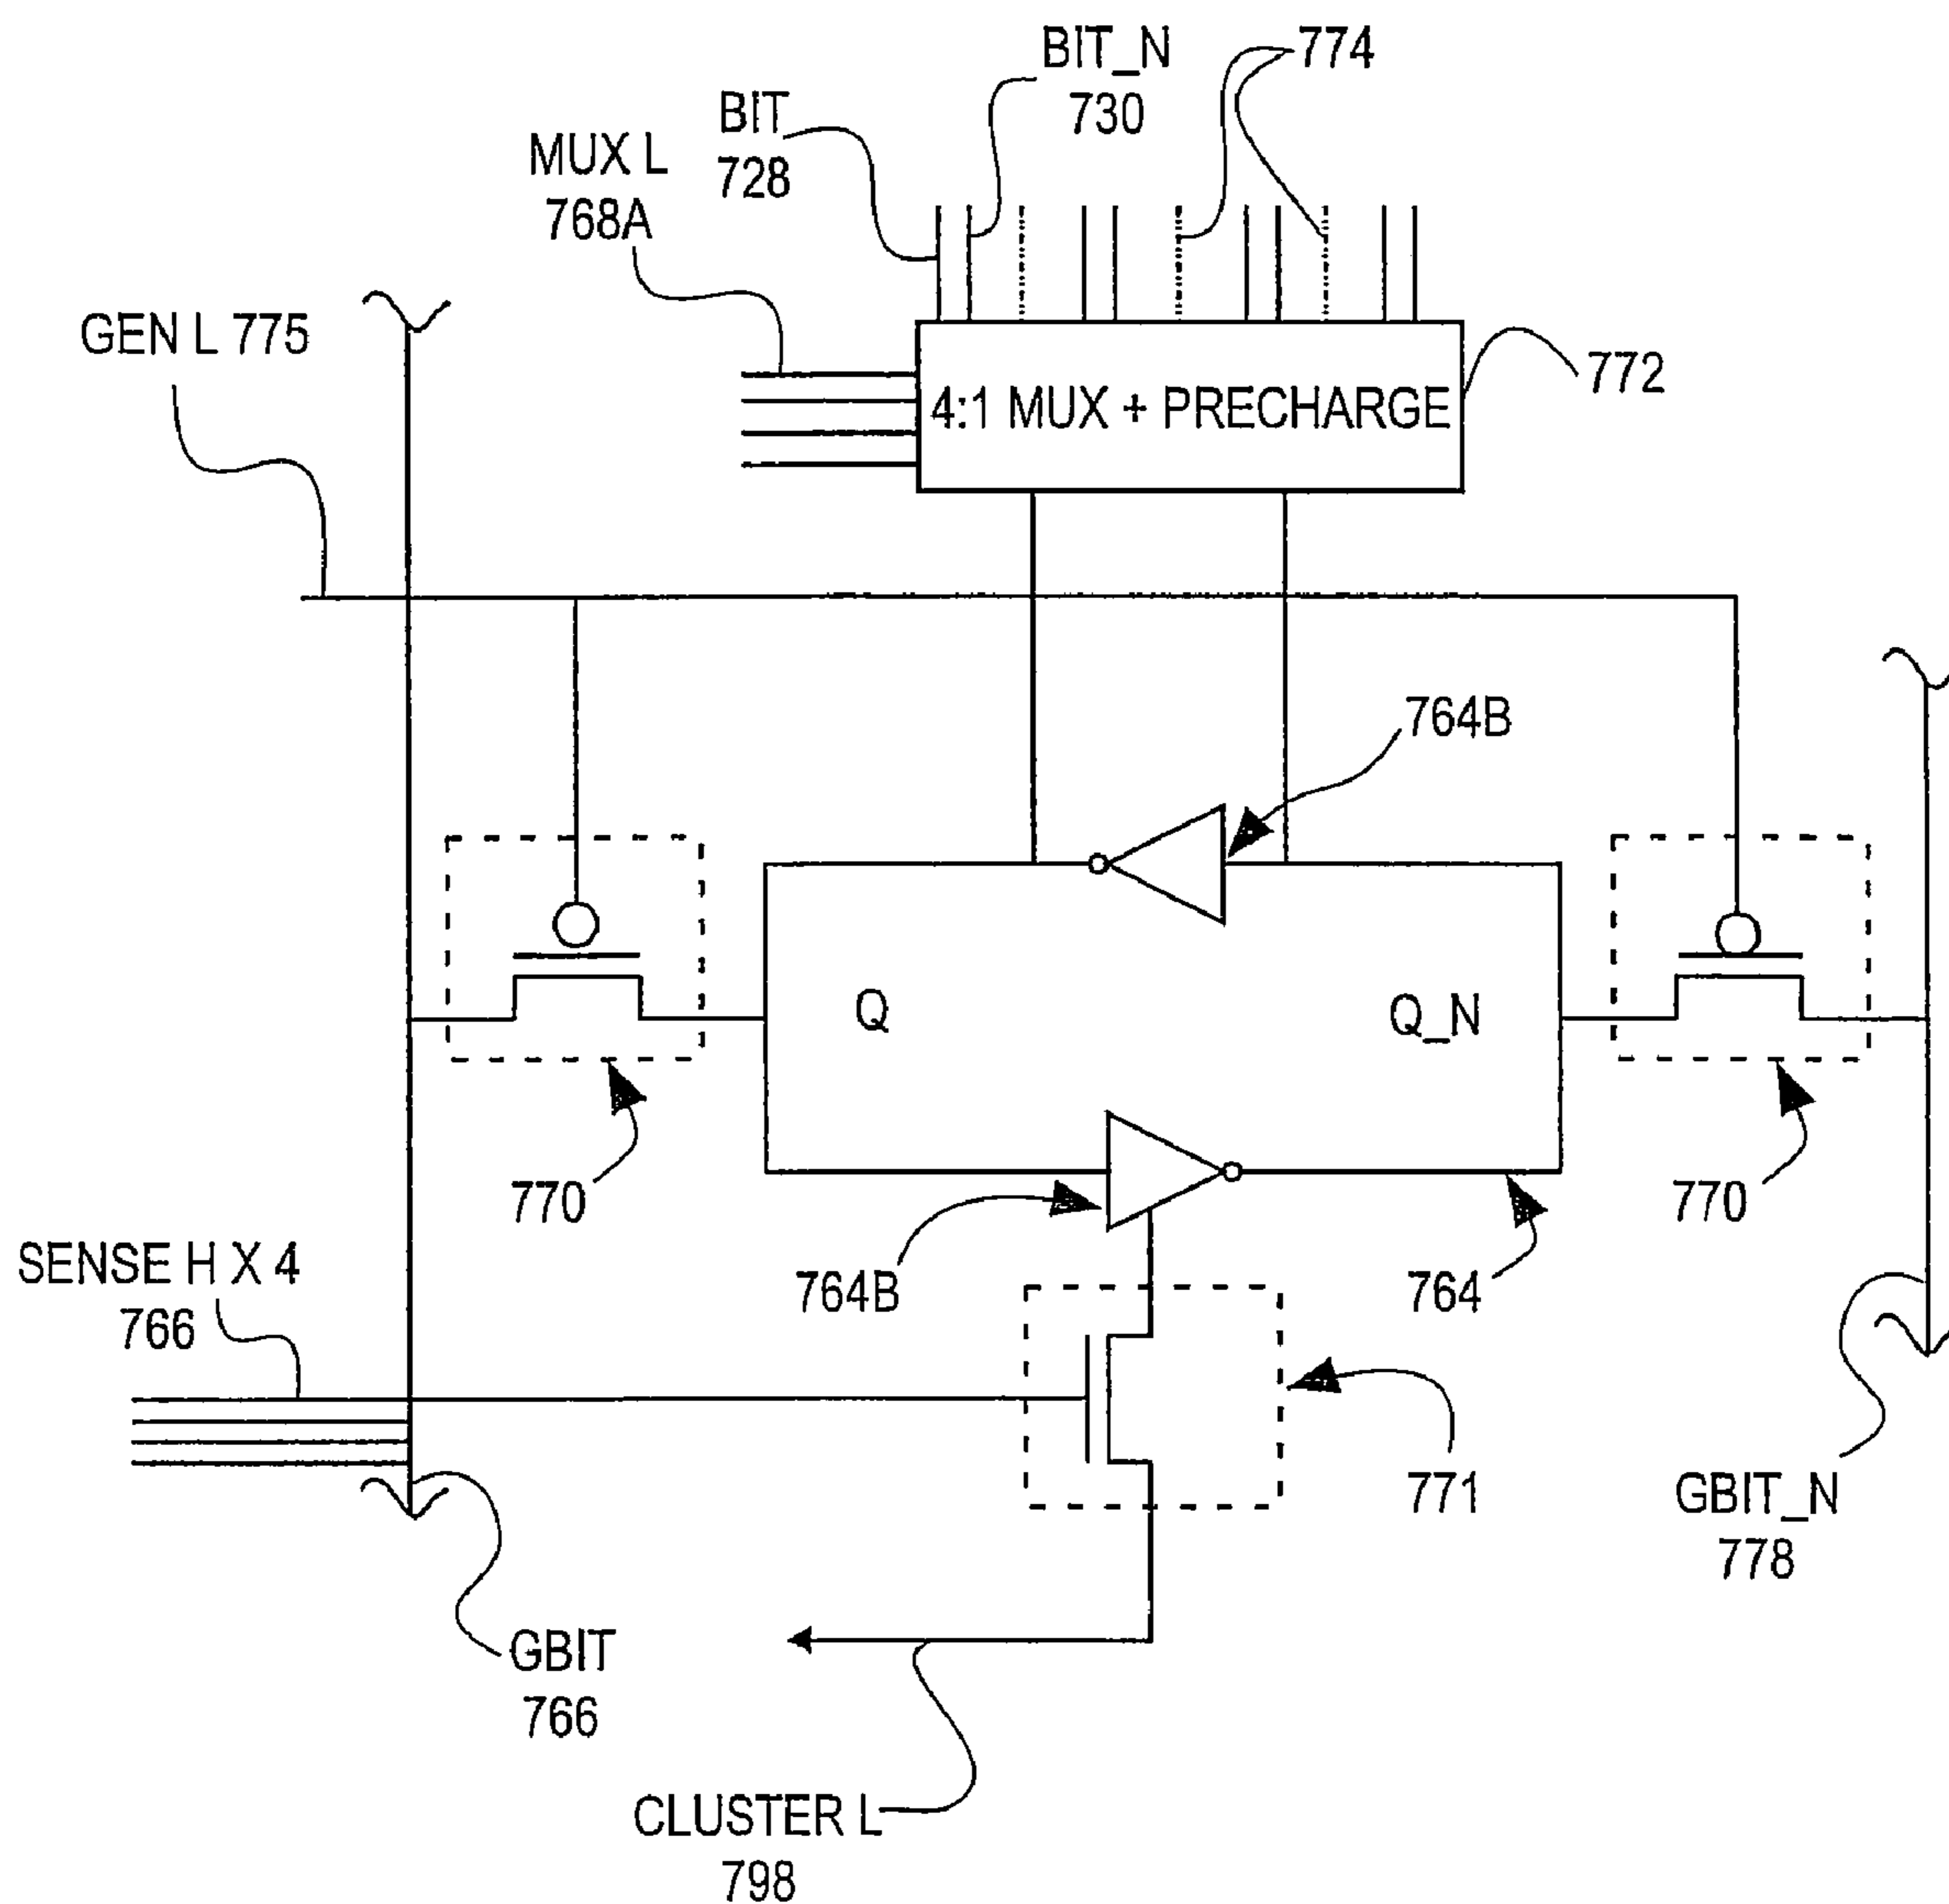 BIT_N
730
774
BIT
728
MUX L
768A
GEN L 775
772
4:1 MUX + PRECHARGE
764B
Q
Q_N
770
770
SENSE H X 4
766
764B
764
771
GBIT_N
778
GBIT
766
CLUSTER L
798